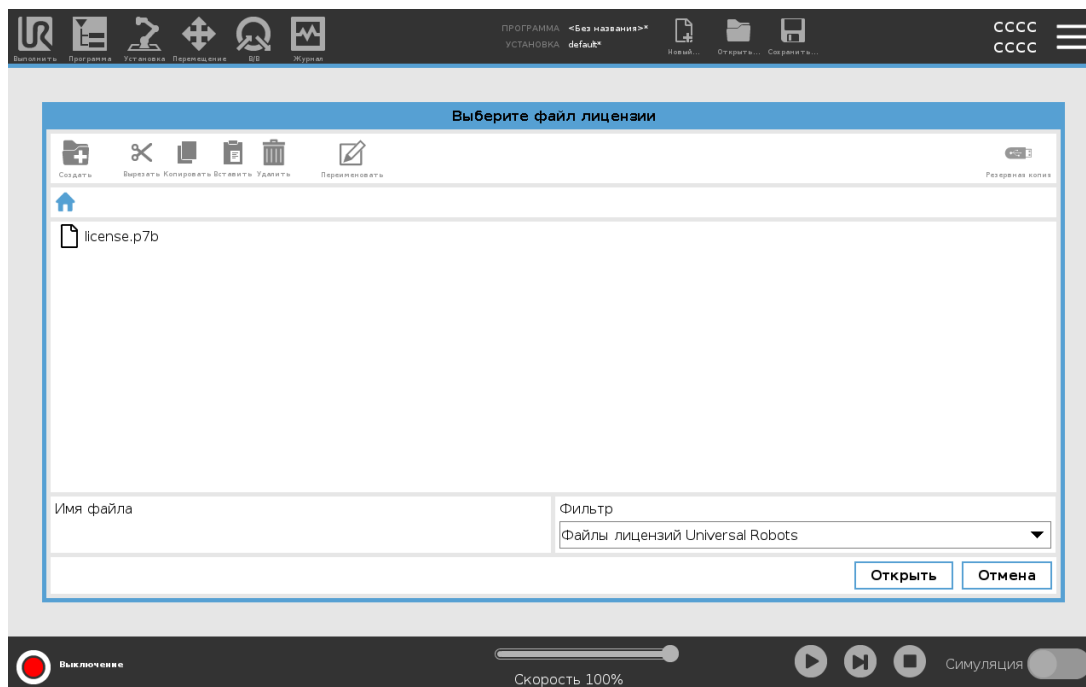 ПРОГРАММА <Без названия>*
УСТАНОВКА default*
Выполнить Программа Установка Перемещение В/В Журнал
Новый... Открыть... Сохранить...
CCCC
CCCC
Выберите файл лицензии
Создать Вырезать Копировать Вставить Удалить Переименовать Резервная копия
license.p7b
Имя файла
Фильтр
Файлы лицензий Universal Robots
Открыть Отмена
Выключение
Скорость 100%
Симуляция